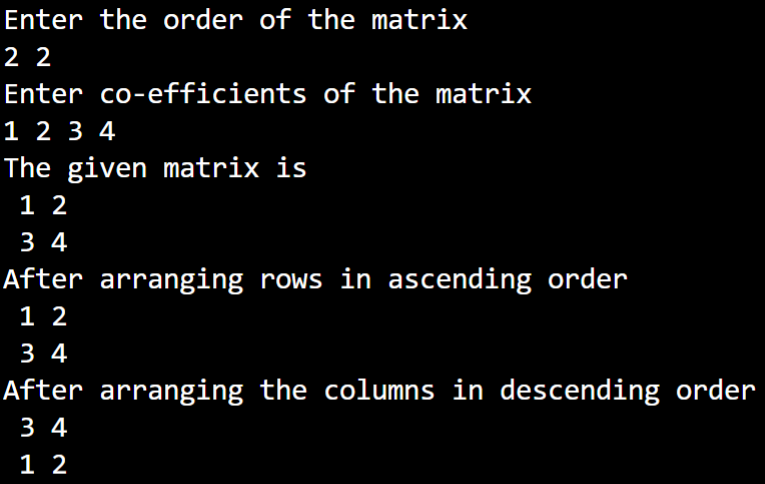 Enter the order of the matrix
2 2
Enter co-efficients of the matrix
1 2 3 4
The given matrix is
 1 2
 3 4
After arranging rows in ascending order
 1 2
 3 4
After arranging the columns in descending order
 3 4
 1 2